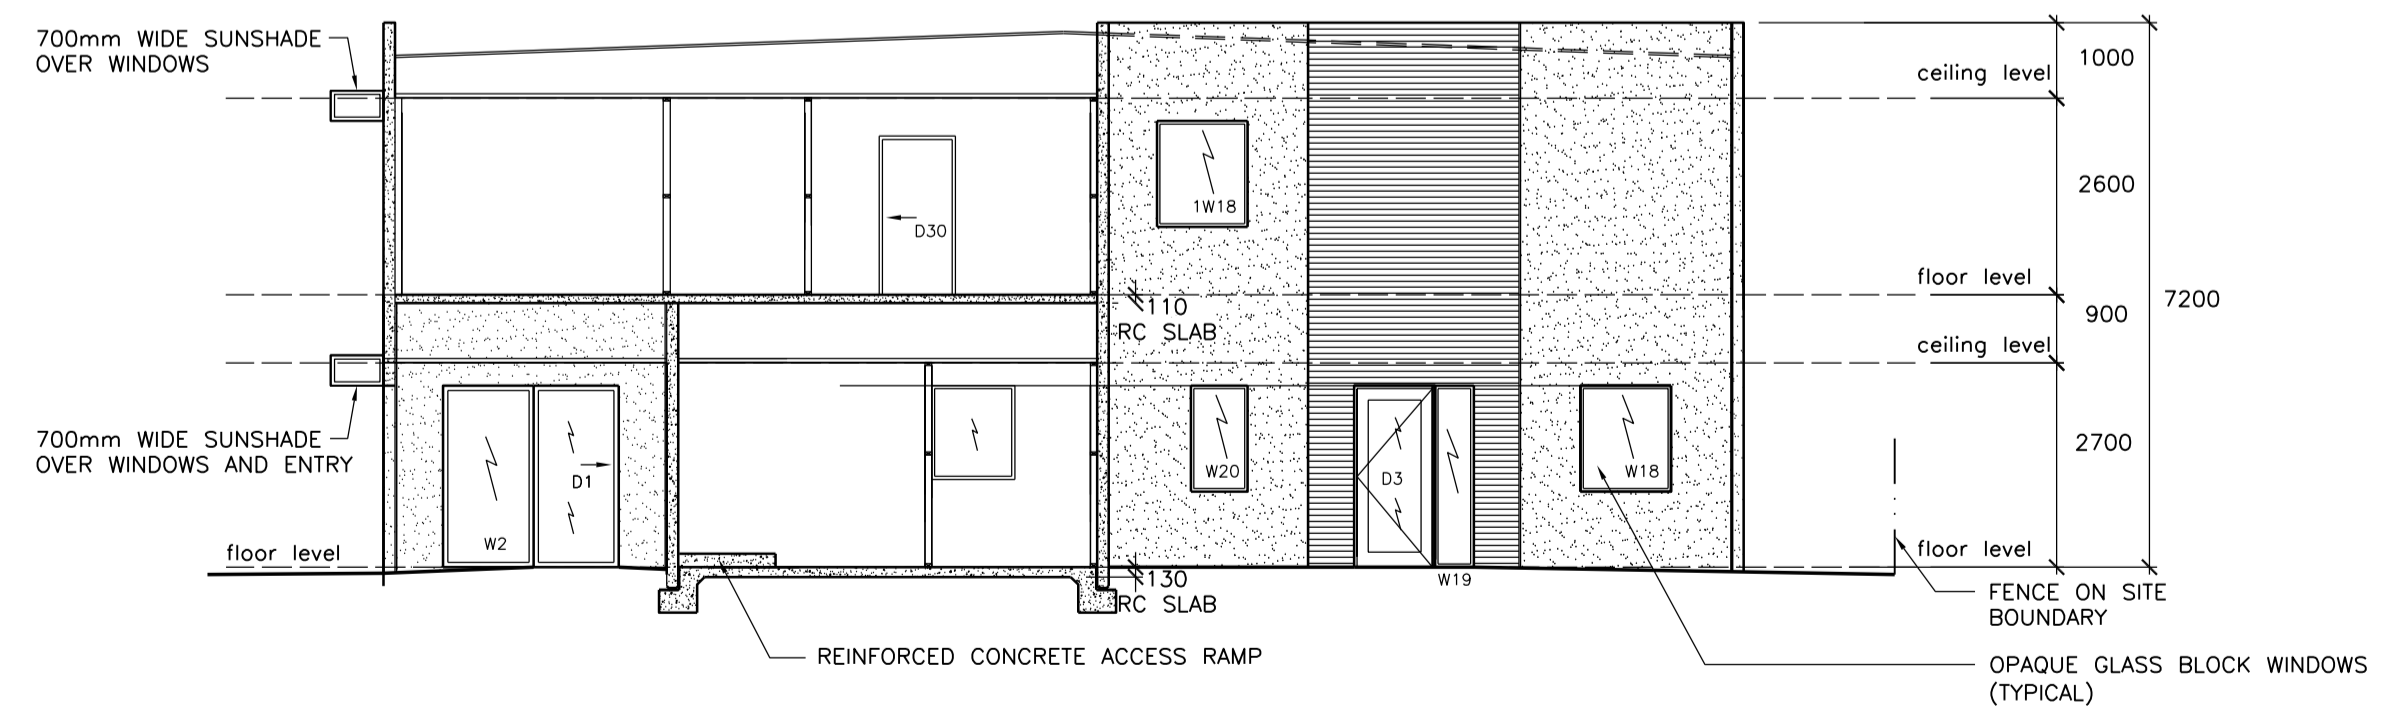 700mm WIDE SUNSHADE
OVER WINDOWS
1000
ceiling level
2600
1W18
D30
floor level
110
RC SLAB
900
7200
ceiling level
700mm WIDE SUNSHADE
OVER WINDOWS AND ENTRY
2700
W20
D3
W18
D1
W2
floor level
floor level
130
RC SLAB
W19
FENCE ON SITE
BOUNDARY
REINFORCED CONCRETE ACCESS RAMP
OPAQUE GLASS BLOCK WINDOWS
(TYPICAL)